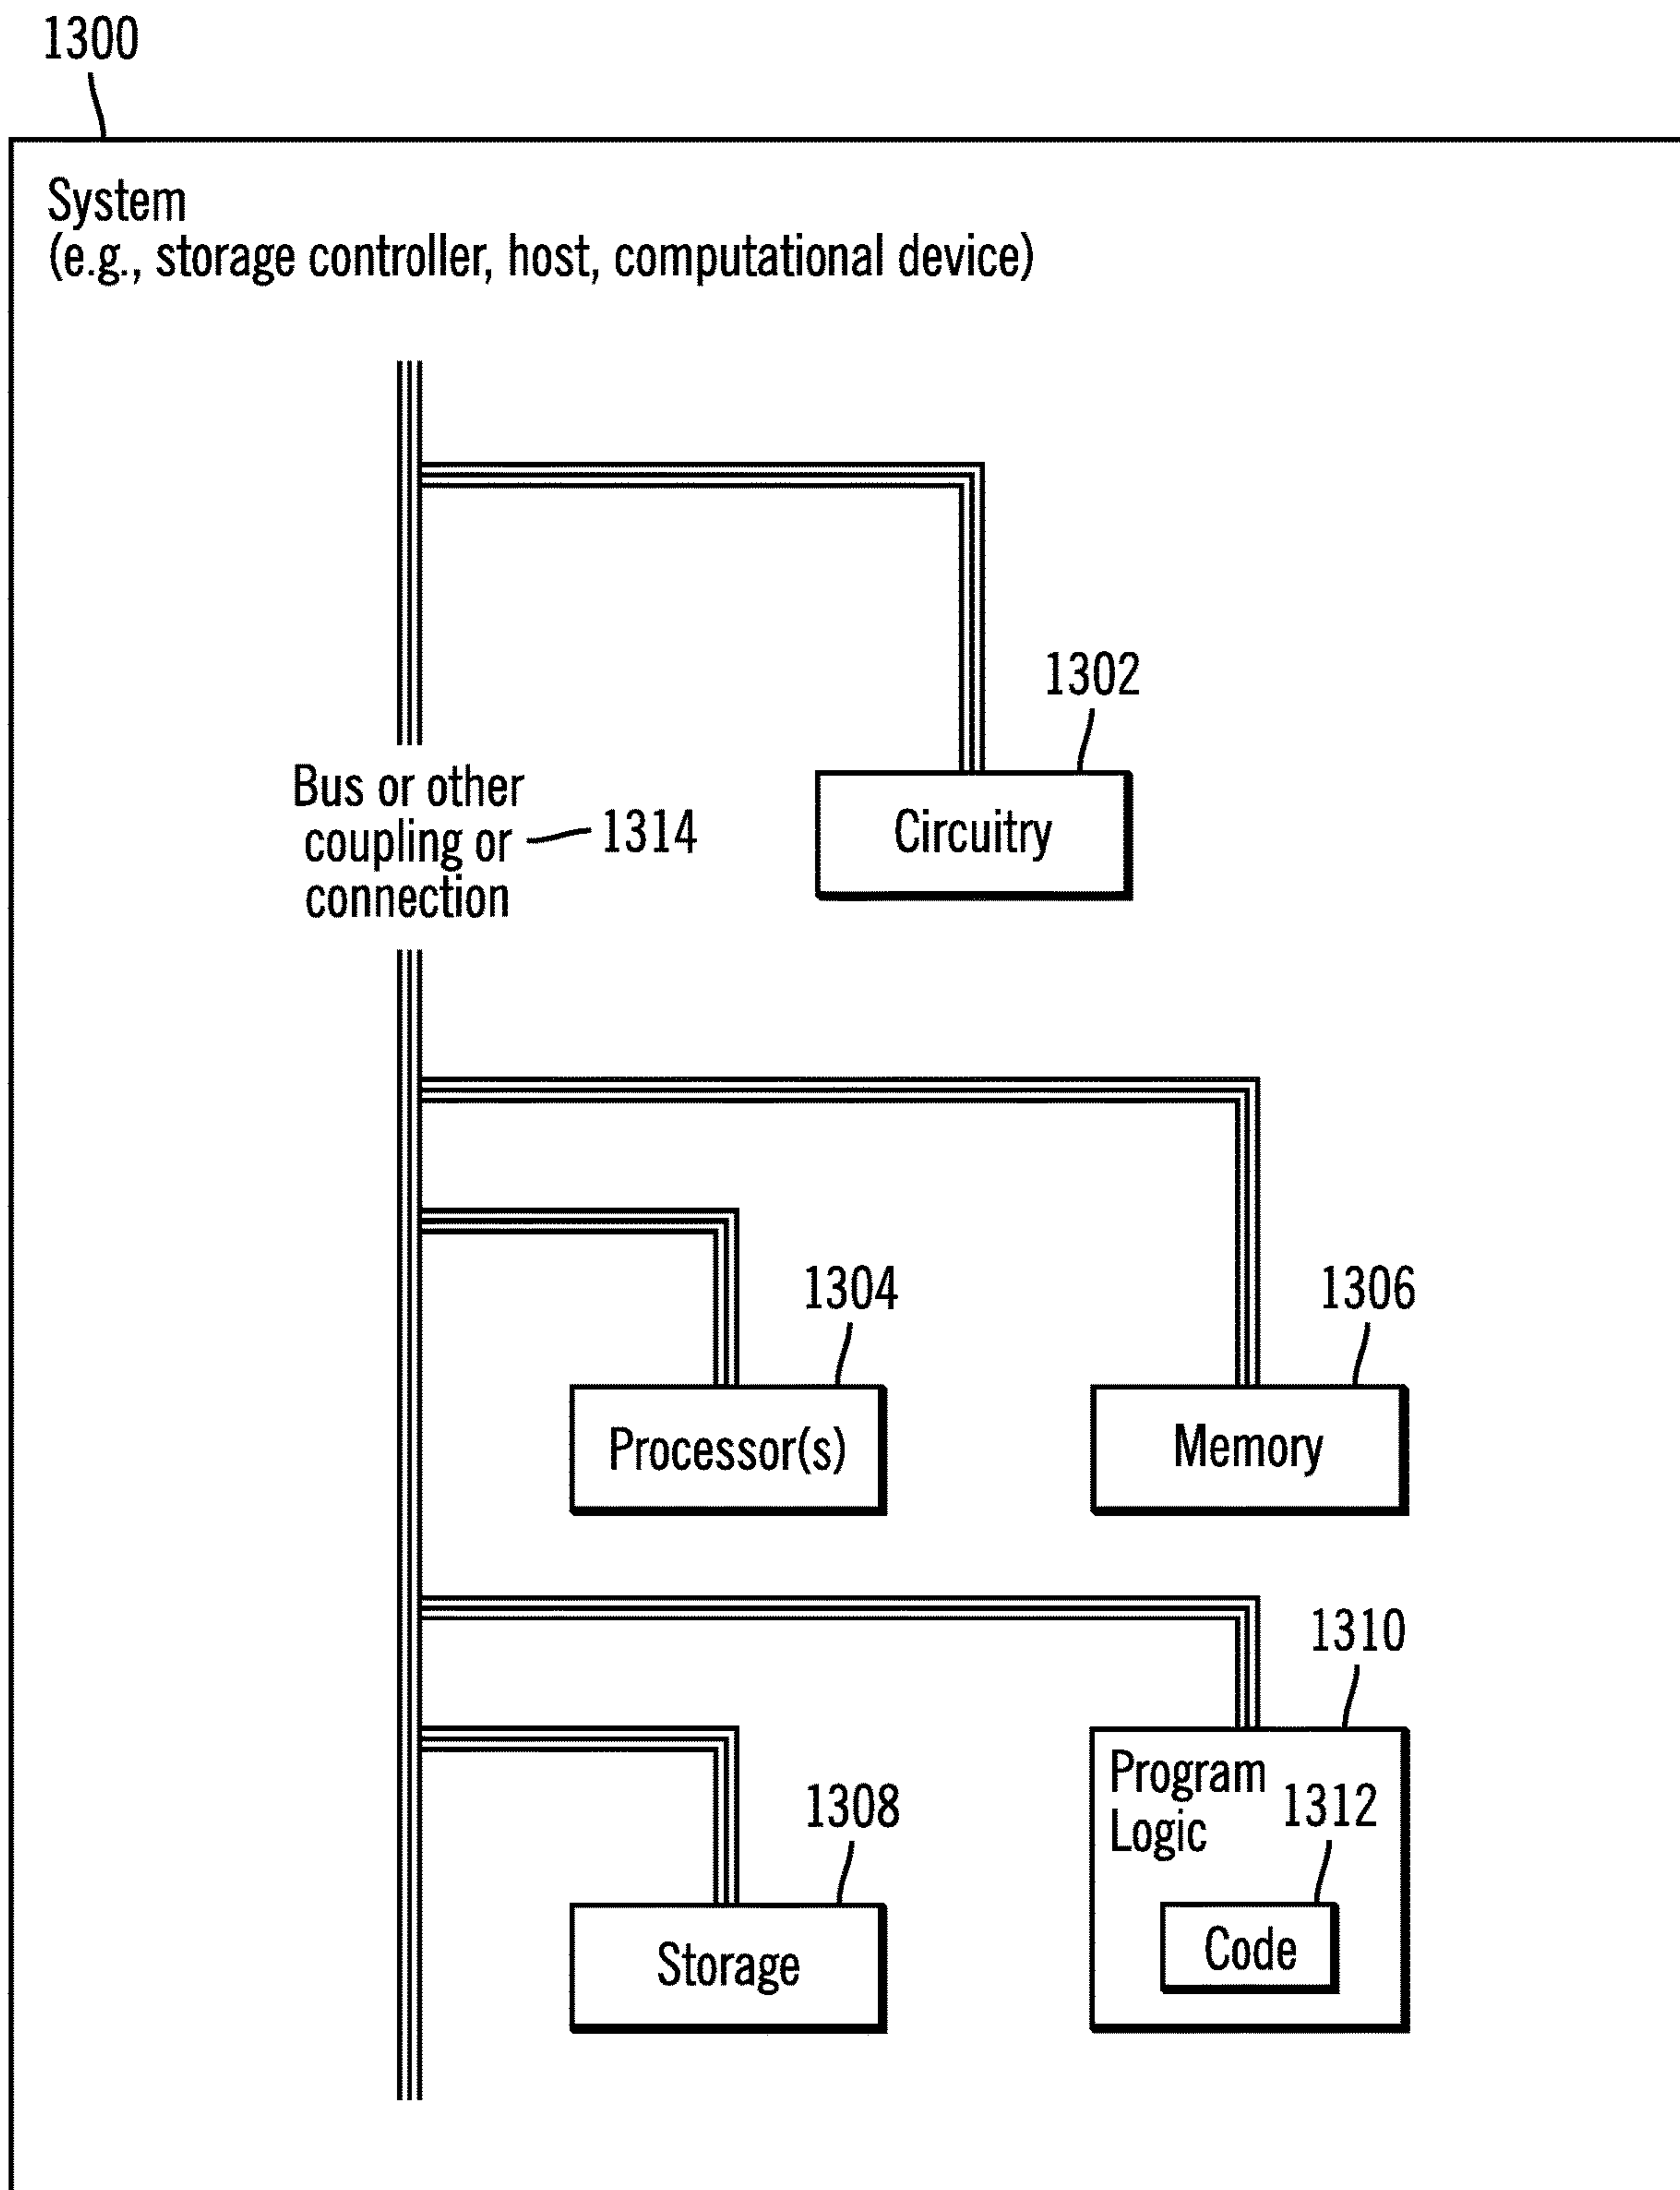 1300
System
(e.g., storage controller, host, computational device)
1302
Bus or other
coupling or
connection
1314
Circuitry
1304
1306
Processor(s)
Memory
1310
Program
Logic
1308
1312
Storage
Code